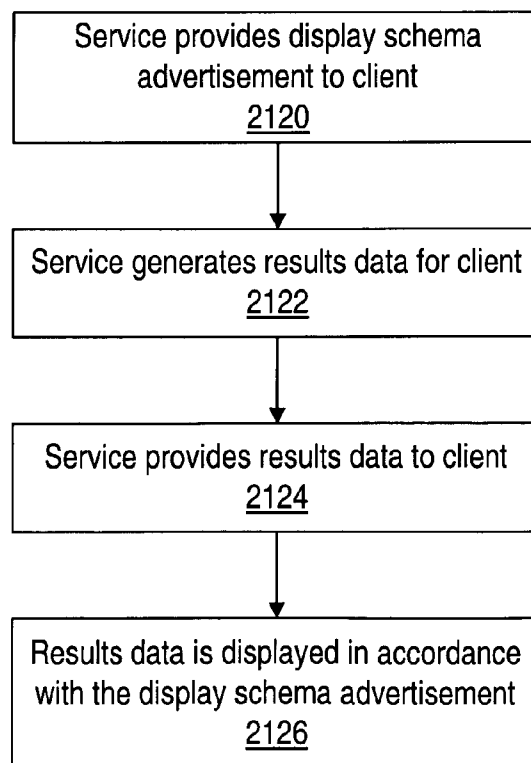 Service provides display schema
advertisement to client
2120
Service generates results data for client
2122
Service provides results data to client
2124
Results data is displayed in accordance
with the display schema advertisement
2126